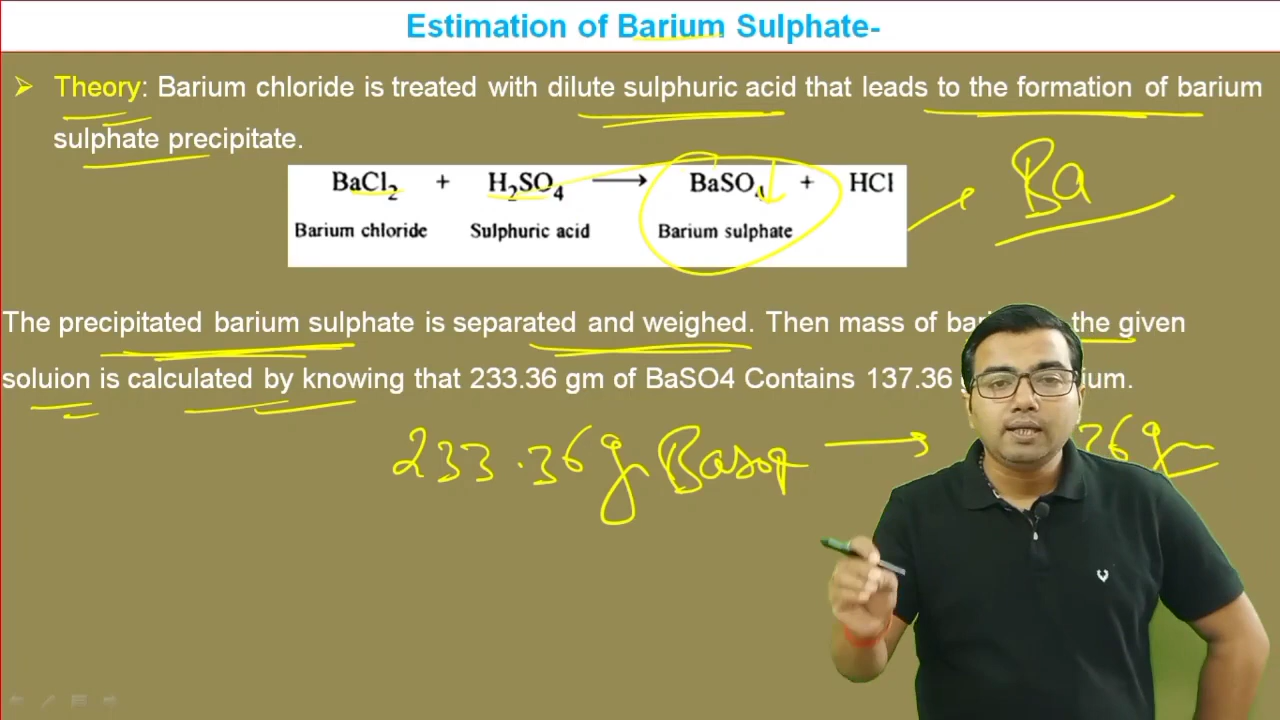 Estimation of Barium Sulphate-
Theory: Barium chloride is treated with dilute sulphuric acid that leads to the formation of barium
sulphate precipitate.
BaCl2 + H2SO4 ⟶ BaSO4 + HCl
Barium chloride Sulphuric acid Barium sulphate
Ba
The precipitated barium sulphate is separated and weighed. Then mass of the given
soluion is calculated by knowing that 233.36 gm of BaSO4 Contains 137.36
233.36g BaSO4 → 36g